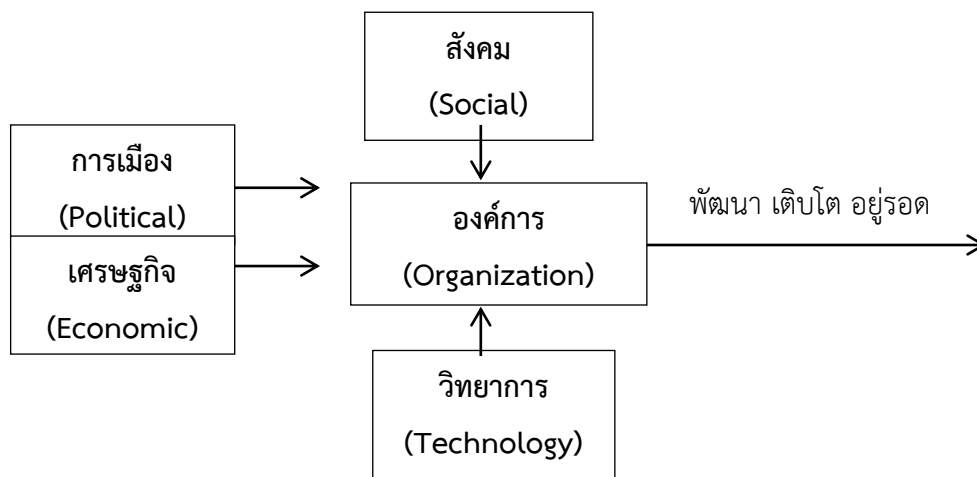 สังคม
(Social)
การเมือง
(Political)
เศรษฐกิจ
(Economic)
องค์การ
(Organization)
พัฒนา เติบโต อยู่รอด
วิทยาการ
(Technology)